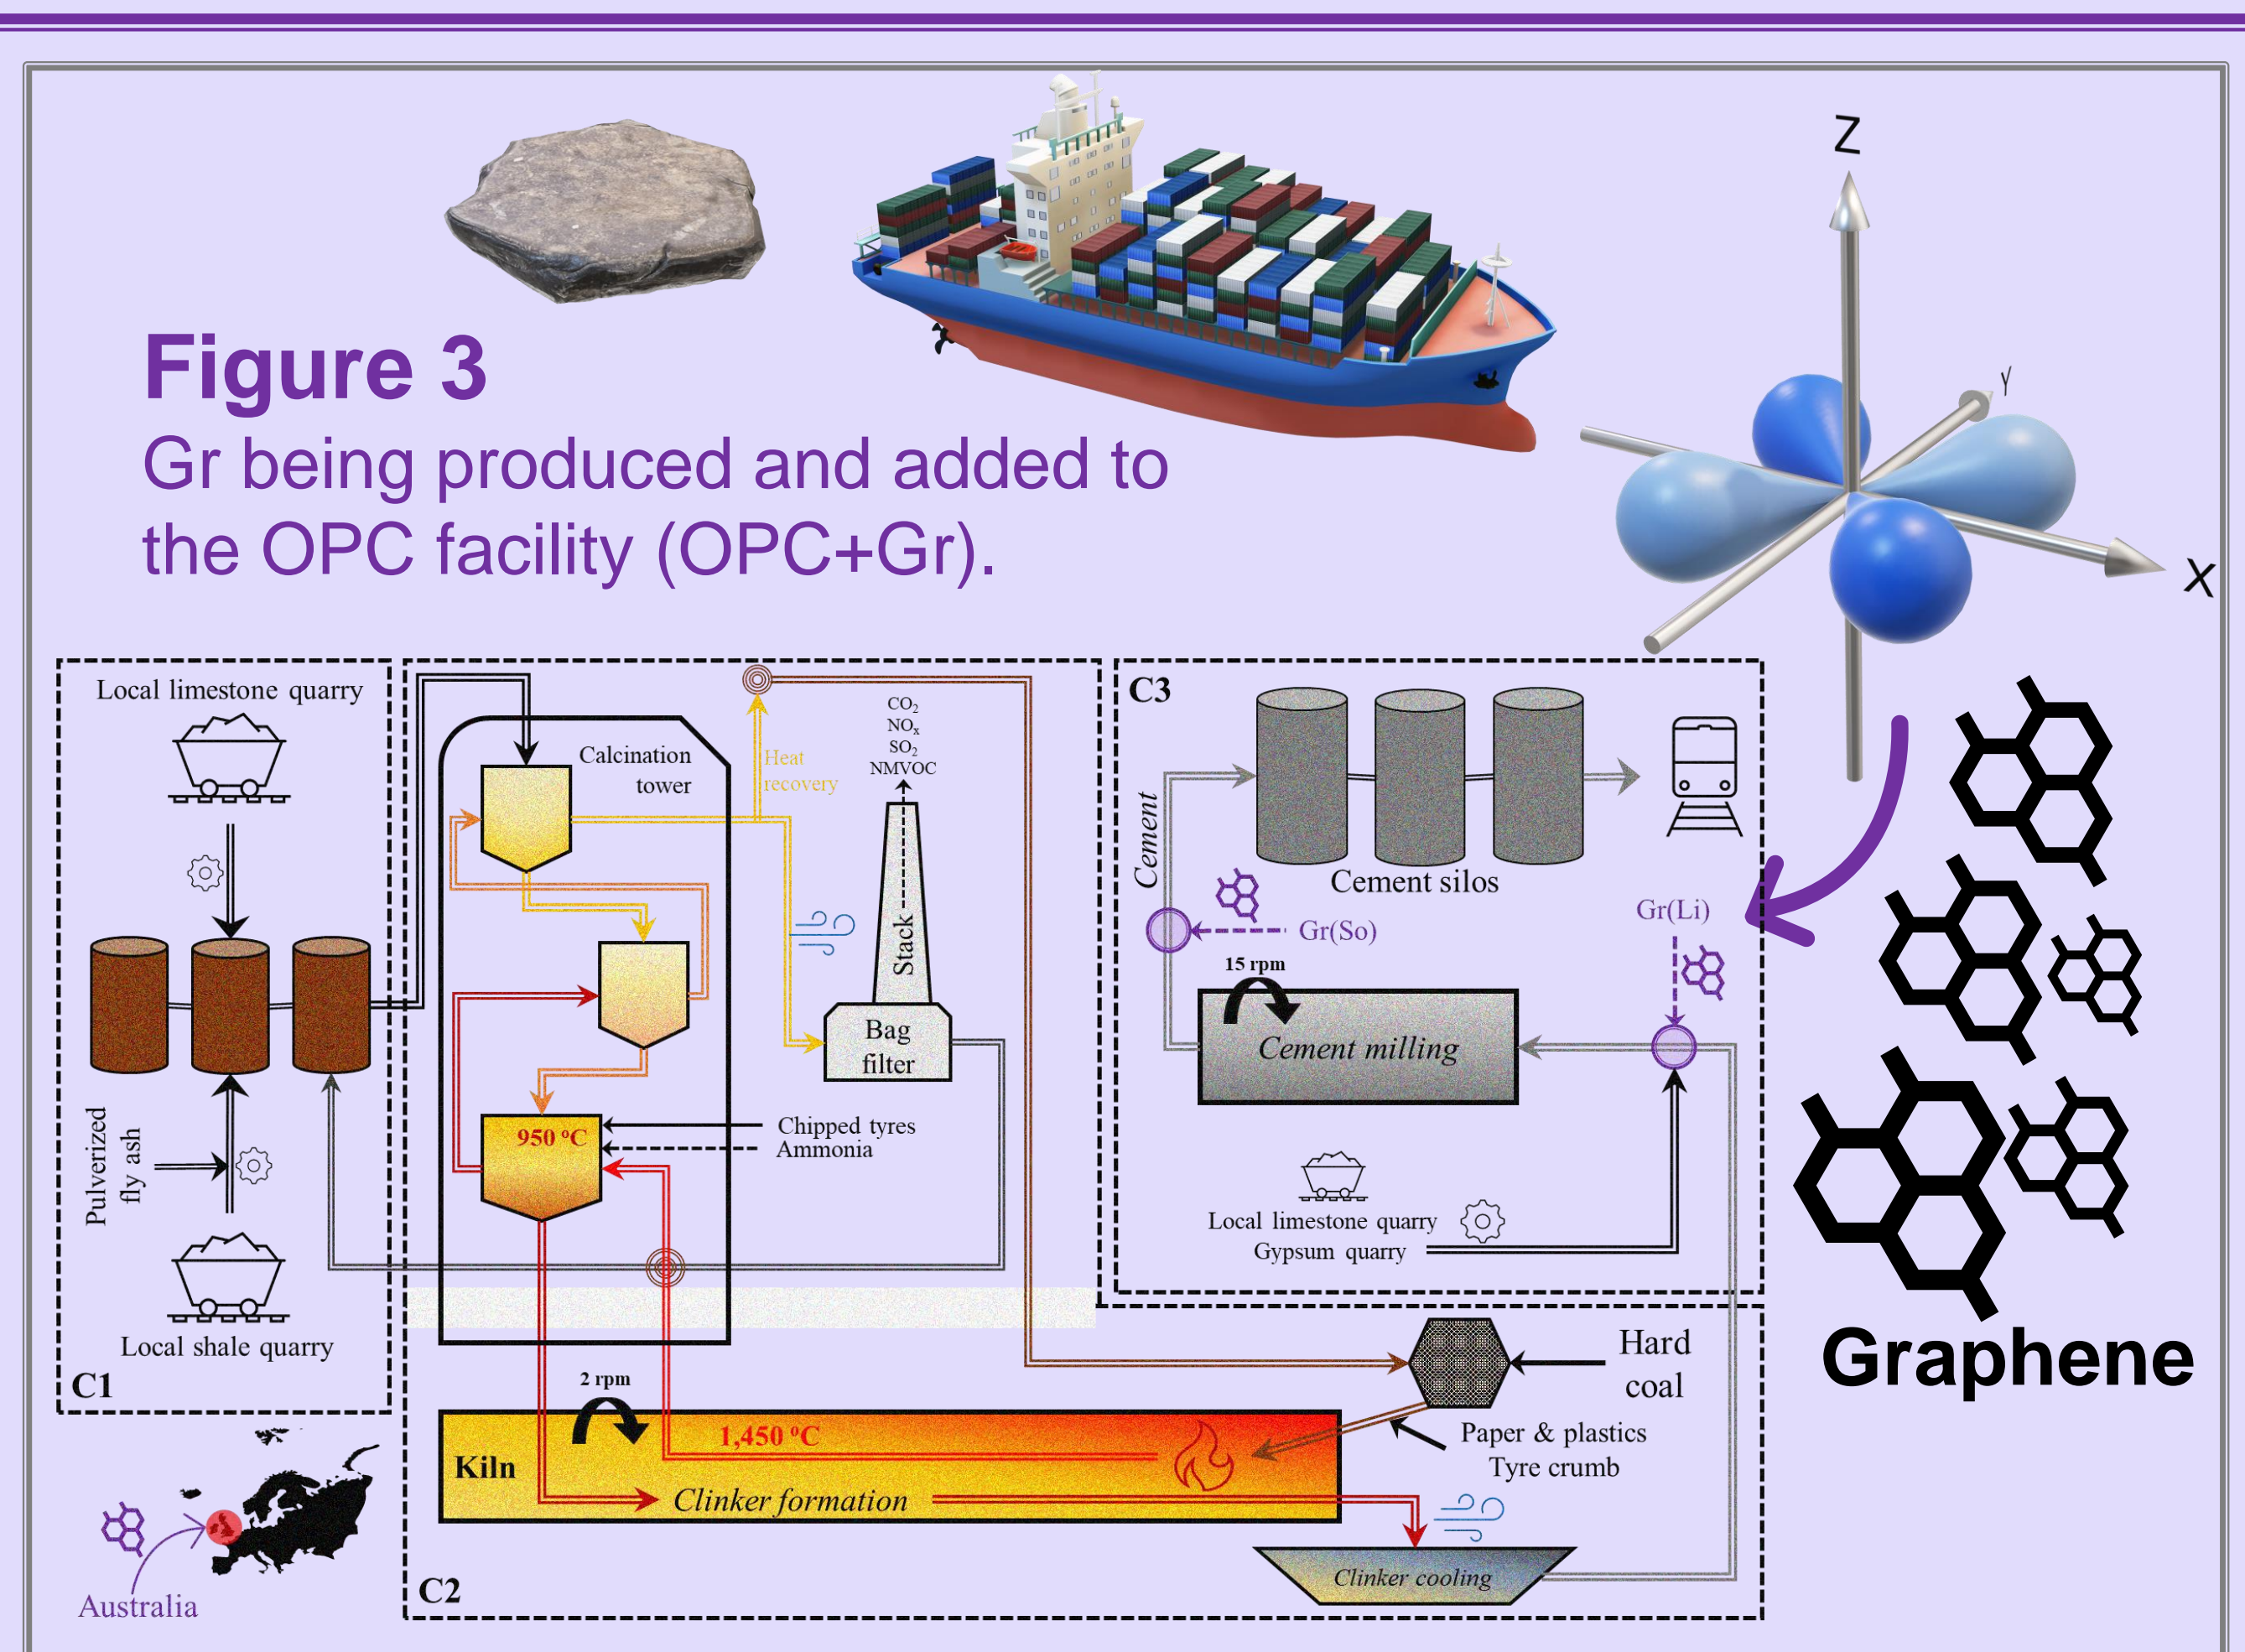 Z
Y
X
Figure 3
Gr being produced and added to
the OPC facility (OPC+Gr).
Local limestone quarry
Pulverized
fly ash
Local shale quarry
C1
Calcination
tower
Heat
recovery
CO₂
NOₓ
SO₂
NMVOC
Stack
Bag
filter
950 ºC
Chipped tyres
Ammonia
C3
Cement
Cement silos
Gr(So)
Gr(Li)
15 rpm
Cement milling
Local limestone quarry
Gypsum quarry
Graphene
Hard
coal
Paper & plastics
Tyre crumb
2 rpm
1,450 ºC
Kiln
Clinker formation
Clinker cooling
C2
Australia